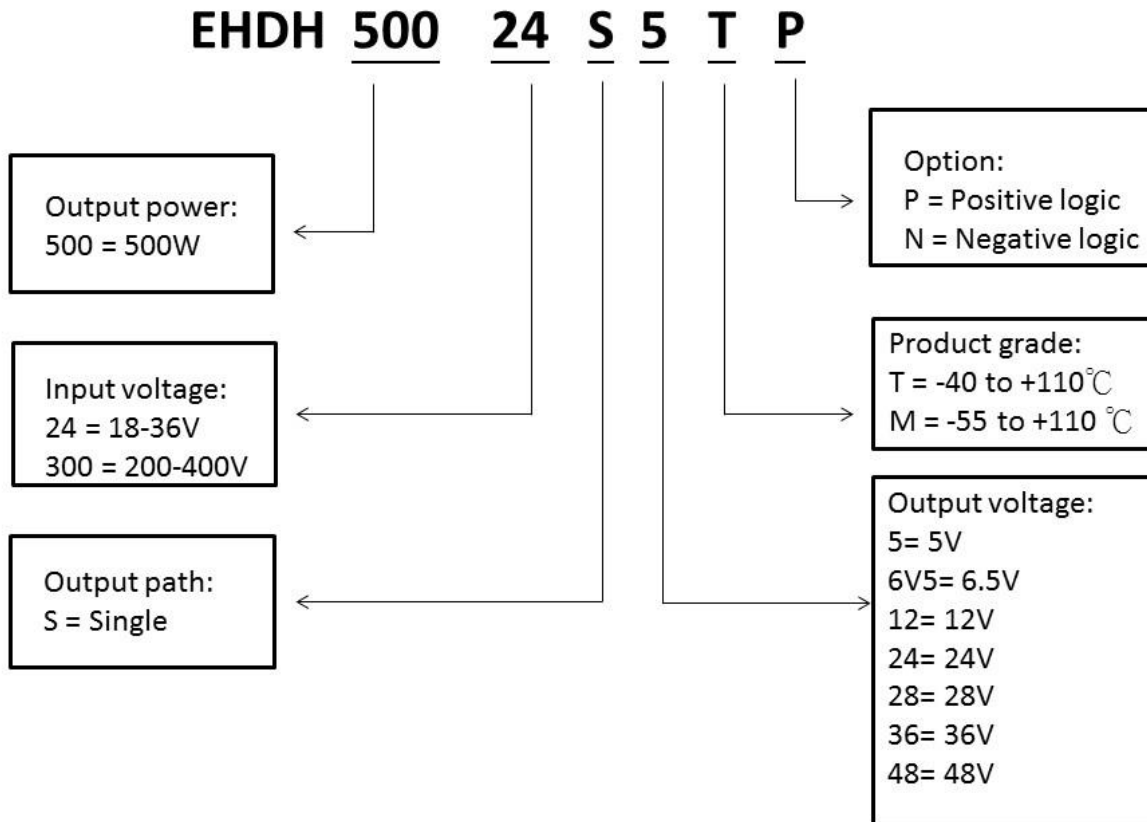 EHDH 500 24 S 5 T P
Output power:
500 = 500W
Input voltage:
24 = 18-36V
300 = 200-400V
Output path:
S = Single
Option:
P = Positive logic
N = Negative logic
Product grade:
T = -40 to +110℃
M = -55 to +110 ℃
Output voltage:
5= 5V
6V5= 6.5V
12= 12V
24= 24V
28= 28V
36= 36V
48= 48V